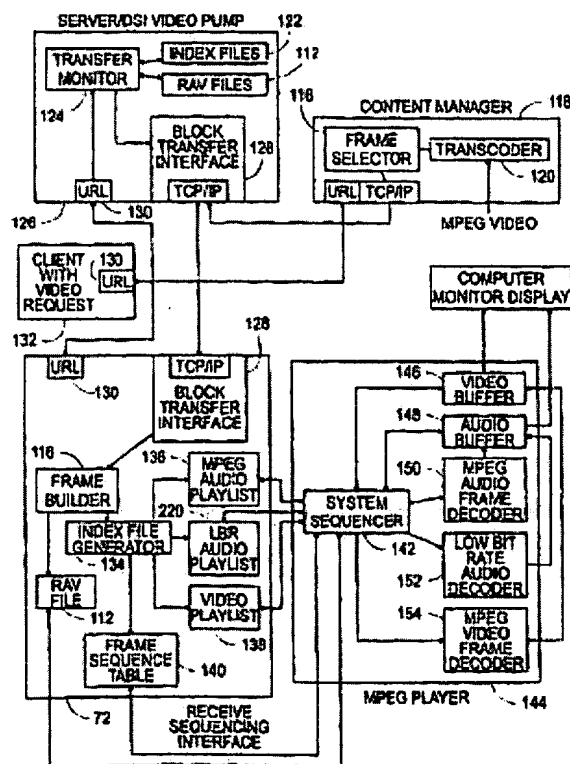 SERVER/DSI VIDEO PUMP
122
INDEX FILES
112
TRANSFER
MONITOR
RAV FILES
124
BLOCK
TRANSFER
INTERFACE
128
URL
TCP/IP
126
130
CONTENT MANAGER
116
118
FRAME
SELECTOR
TRANSCODER
120
URL
TCP/IP
MPEG VIDEO
CLIENT
WITH
VIDEO
REQUEST
130
URL
132
COMPUTER
MONITOR DISPLAY
URL
130
TCP/IP
128
BLOCK
TRANSFER
INTERFACE
116
FRAME
BUILDER
136
MPEG
AUDIO
PLAYLIST
220
INDEX FILE
GENERATOR
134
LBR
AUDIO
PLAYLIST
RAV
FILE
112
VIDEO
PLAYLIST
138
FRAME
SEQUENCE
TABLE
140
72
RECEIVE
SEQUENCING
INTERFACE
SYSTEM
SEQUENCER
142
146
VIDEO
BUFFER
148
AUDIO
BUFFER
150
MPEG
AUDIO
FRAME
DECODER
152
LOW BIT
RATE
AUDIO
DECODER
154
MPEG
VIDEO
FRAME
DECODER
MPEG PLAYER
144